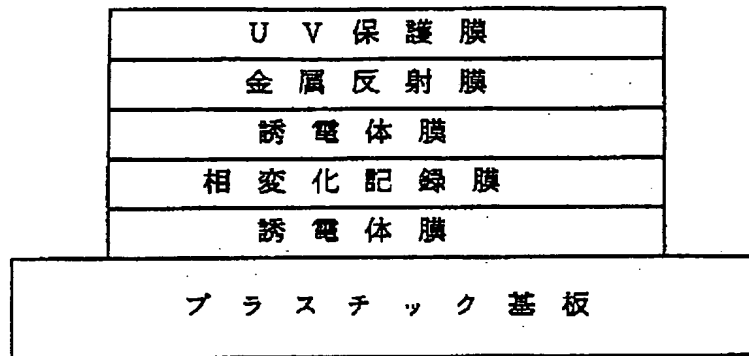 UV保護膜
金属反射膜
誘電体膜
相変化記録膜
誘電体膜
プラスチック基板